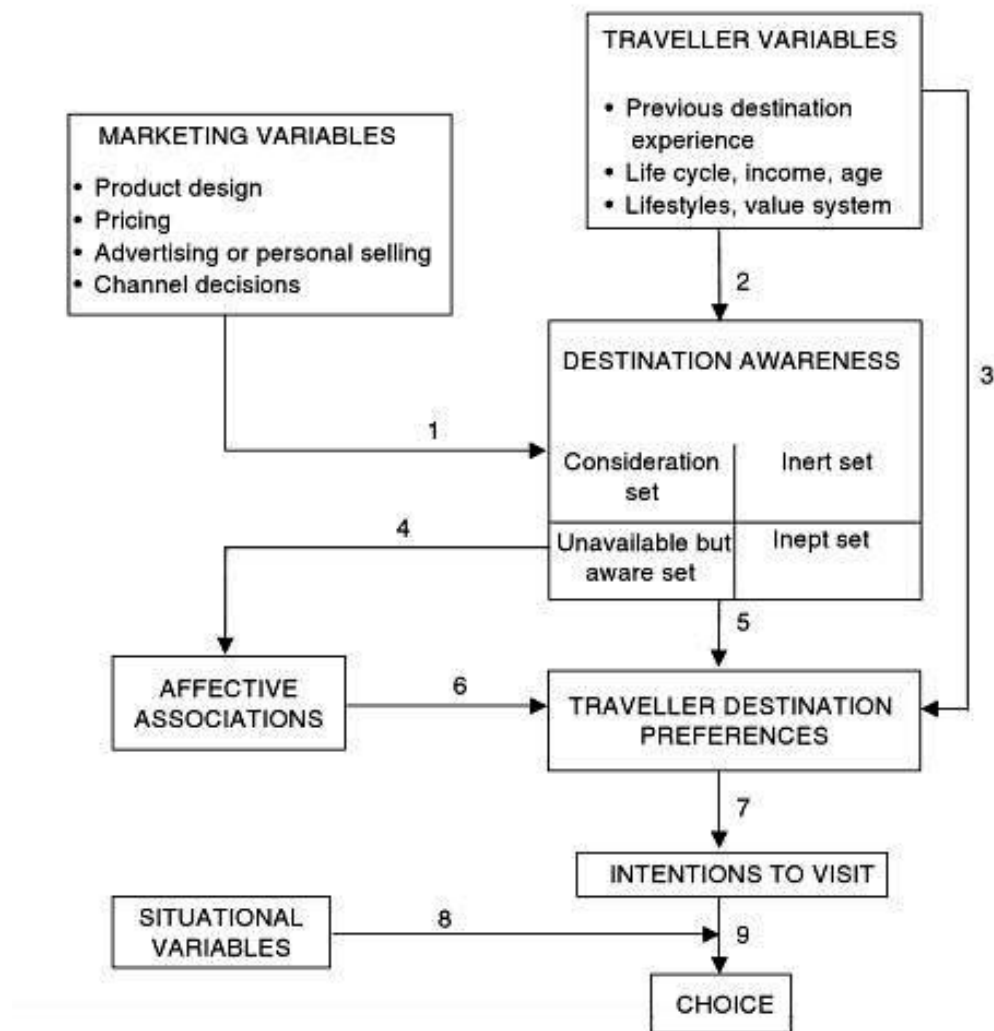 TRAVELLER VARIABLES
• Previous destination
experience
• Life cycle, income, age
• Lifestyles, value system
MARKETING VARIABLES
• Product design
• Pricing
• Advertising or personal selling
• Channel decisions
2
3
DESTINATION AWARENESS
1
Consideration
set
Inert set
4
Unavailable but
aware set
Inept set
5
AFFECTIVE
ASSOCIATIONS
6
TRAVELLER DESTINATION
PREFERENCES
7
INTENTIONS TO VISIT
SITUATIONAL
VARIABLES
8
9
CHOICE